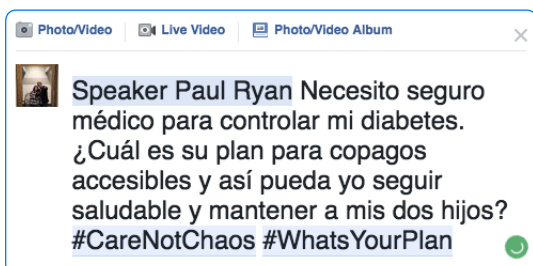 Photo/Video Live Video Photo/Video Album
Speaker Paul Ryan Necesito seguro
médico para controlar mi diabetes.
¿Cuál es su plan para copagos
accesibles y así pueda yo seguir
saludable y mantener a mis dos hijos?
#CareNotChaos #WhatsYourPlan